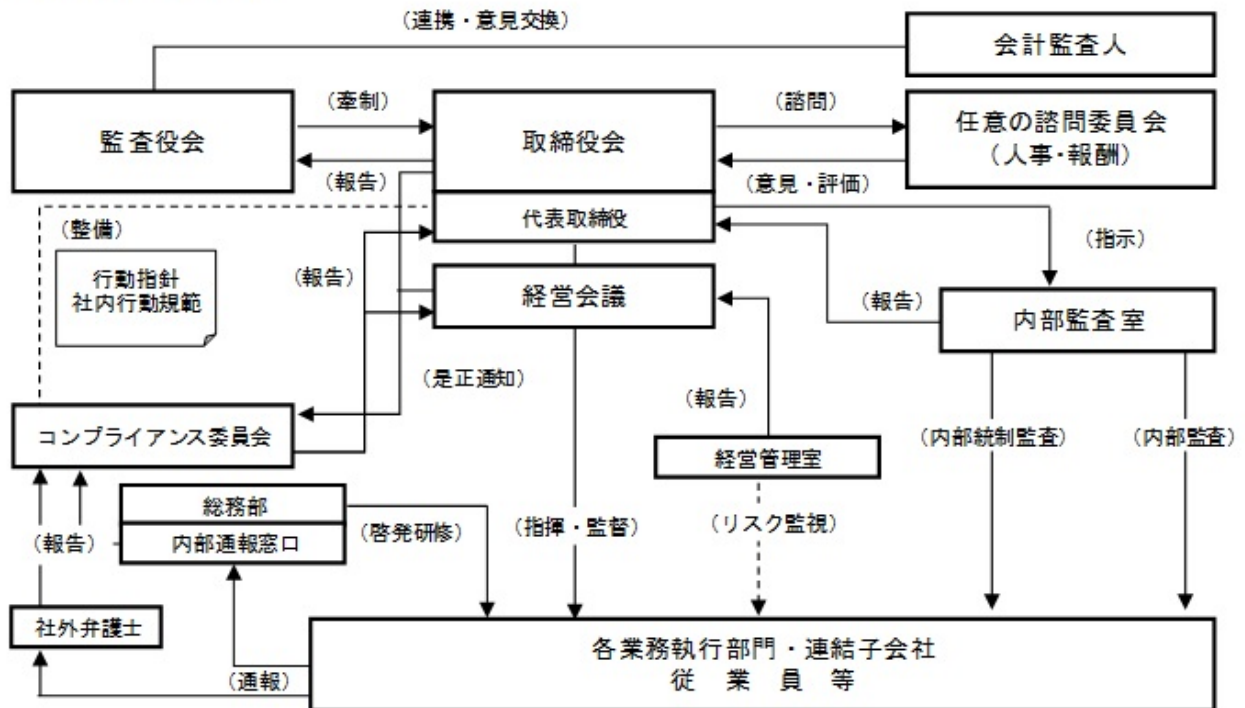 （連携・意見交換）
会計監査人
監査役会
（牽制）
取締役会
（諮問）
任意の諮問委員会
（人事・報酬）
（報告）
（意見・評価）
代表取締役
（整備）
（指示）
行動指針
社内行動規範
（報告）
経営会議
（報告）
内部監査室
（是正通知）
（報告）
コンプライアンス委員会
（内部統制監査）
（内部監査）
経営管理室
総務部
（報告）
内部通報窓口
（啓発研修）
（指揮・監督）
（リスク監視）
社外弁護士
各業務執行部門・連結子会社
従業員等
（通報）